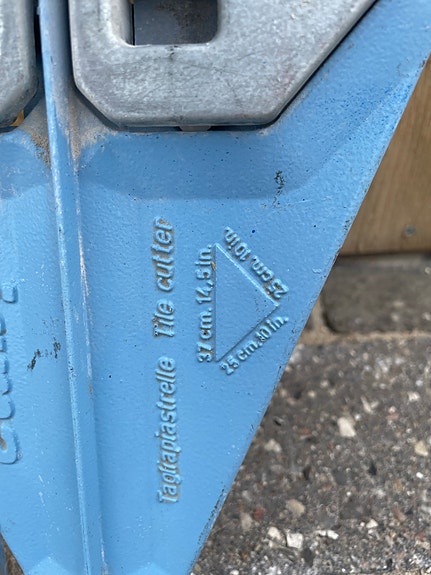 Tagliapiastrelle Tile cutter
37 cm. 14.5 in.
25 cm. 10 in.
25 cm. 10 in.